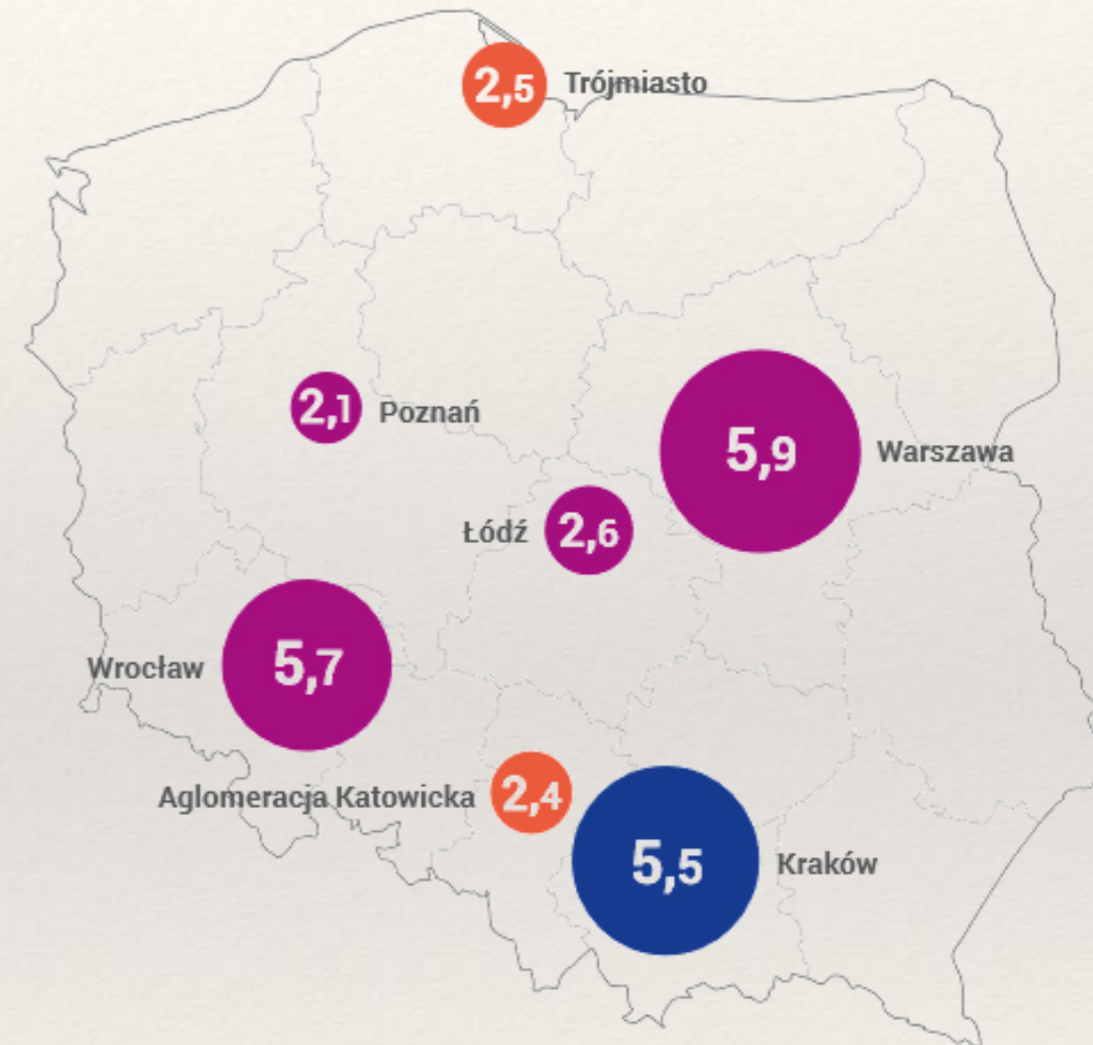 2,5 Trójmiasto
2,1 Poznań
5,9 Warszawa
Łódź 2,6
Wrocław 5,7
Aglomeracja Katowicka 2,4
5,5 Kraków